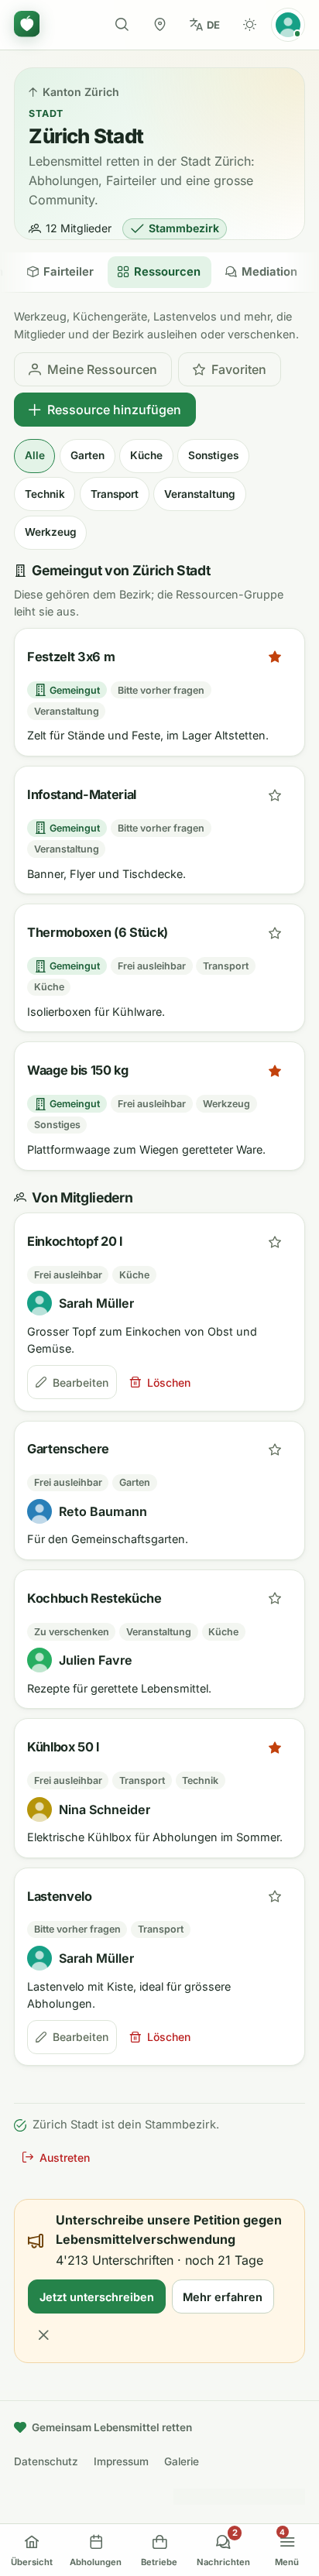 DE
Kanton Zürich
STADT
Zürich Stadt
Lebensmittel retten in der Stadt Zürich:
Abholungen, Fairteiler und eine grosse
Community.
12 Mitglieder
Stammbezirk
Fairteiler
Ressourcen
Mediation
Werkzeug, Küchengeräte, Lastenvelos und mehr, die
Mitglieder und der Bezirk ausleihen oder verschenken.
Meine Ressourcen
Favoriten
Ressource hinzufügen
Alle
Garten
Küche
Sonstiges
Technik
Transport
Veranstaltung
Werkzeug
Gemeingut von Zürich Stadt
Diese gehören dem Bezirk; die Ressourcen-Gruppe
leiht sie aus.
Festzelt 3x6 m
Gemeingut
Bitte vorher fragen
Veranstaltung
Zelt für Stände und Feste, im Lager Altstetten.
Infostand-Material
Gemeingut
Bitte vorher fragen
Veranstaltung
Banner, Flyer und Tischdecke.
Thermoboxen (6 Stück)
Gemeingut
Frei ausleihbar
Transport
Küche
Isolierboxen für Kühlware.
Waage bis 150 kg
Gemeingut
Frei ausleihbar
Werkzeug
Sonstiges
Plattformwaage zum Wiegen geretteter Ware.
Von Mitgliedern
Einkochtopf 20 l
Frei ausleihbar
Küche
Sarah Müller
Grosser Topf zum Einkochen von Obst und
Gemüse.
Bearbeiten
Löschen
Gartenschere
Frei ausleihbar
Garten
Reto Baumann
Für den Gemeinschaftsgarten.
Kochbuch Resteküche
Zu verschenken
Veranstaltung
Küche
Julien Favre
Rezepte für gerettete Lebensmittel.
Kühlbox 50 l
Frei ausleihbar
Transport
Technik
Nina Schneider
Elektrische Kühlbox für Abholungen im Sommer.
Lastenvelo
Bitte vorher fragen
Transport
Sarah Müller
Lastenvelo mit Kiste, ideal für grössere
Abholungen.
Bearbeiten
Löschen
Zürich Stadt ist dein Stammbezirk.
Austreten
Unterschreibe unsere Petition gegen
Lebensmittelverschwendung
4'213 Unterschriften · noch 21 Tage
Jetzt unterschreiben
Mehr erfahren
Gemeinsam Lebensmittel retten
Datenschutz
Impressum
Galerie
Übersicht
Abholungen
Betriebe
2
Nachrichten
4
Menü